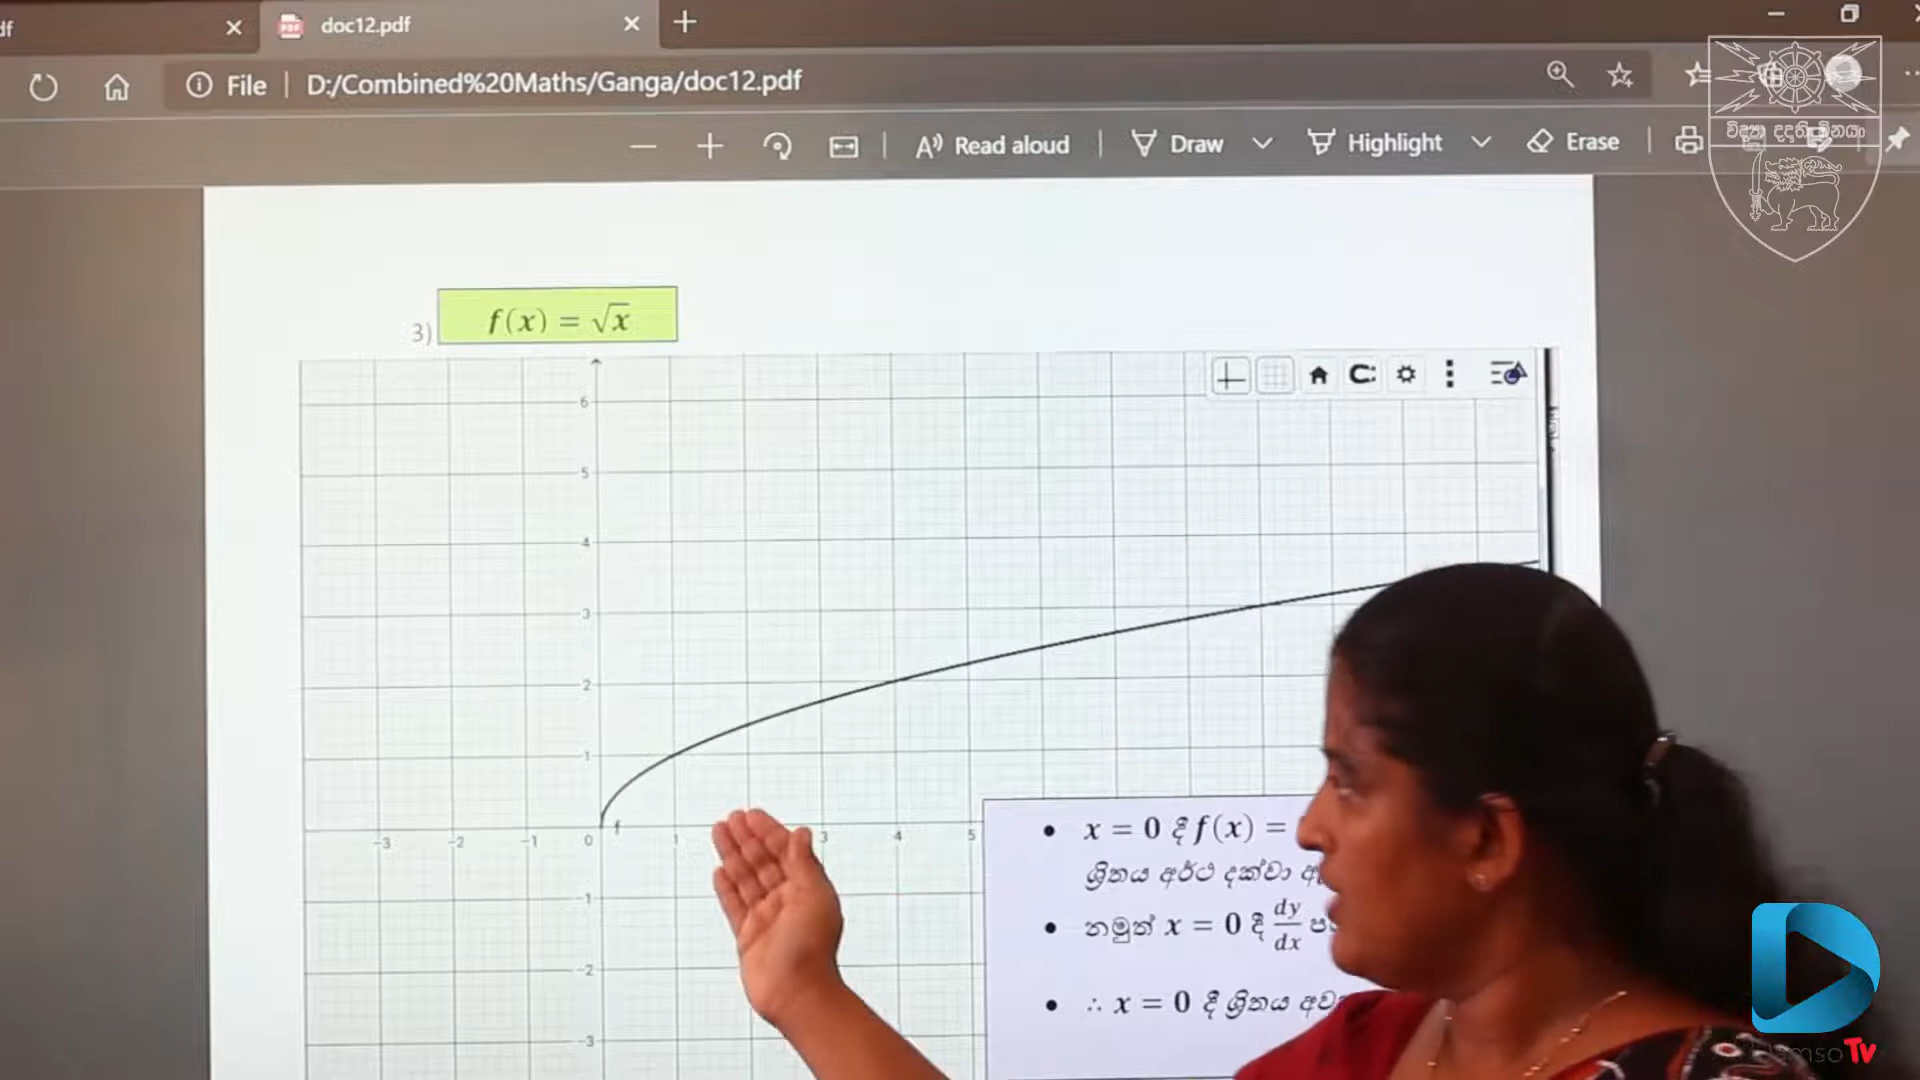 doc12.pdf
File | D:/Combined%20Maths/Ganga/doc12.pdf
Read aloud
Draw
Highlight
Erase
විද්‍යා දදාති විනයං
3) f(x) = √x
6
5
4
3
2
1
-3 -2 -1 0 f 1 3 4 5
-1
-2
-3
• x = 0 දී f(x) =
ශ්‍රිතය අර්ථ දක්වා
• නමුත් x = 0 දී dy/dx
• ∴ x = 0 දී ශ්‍රිතය
Tv